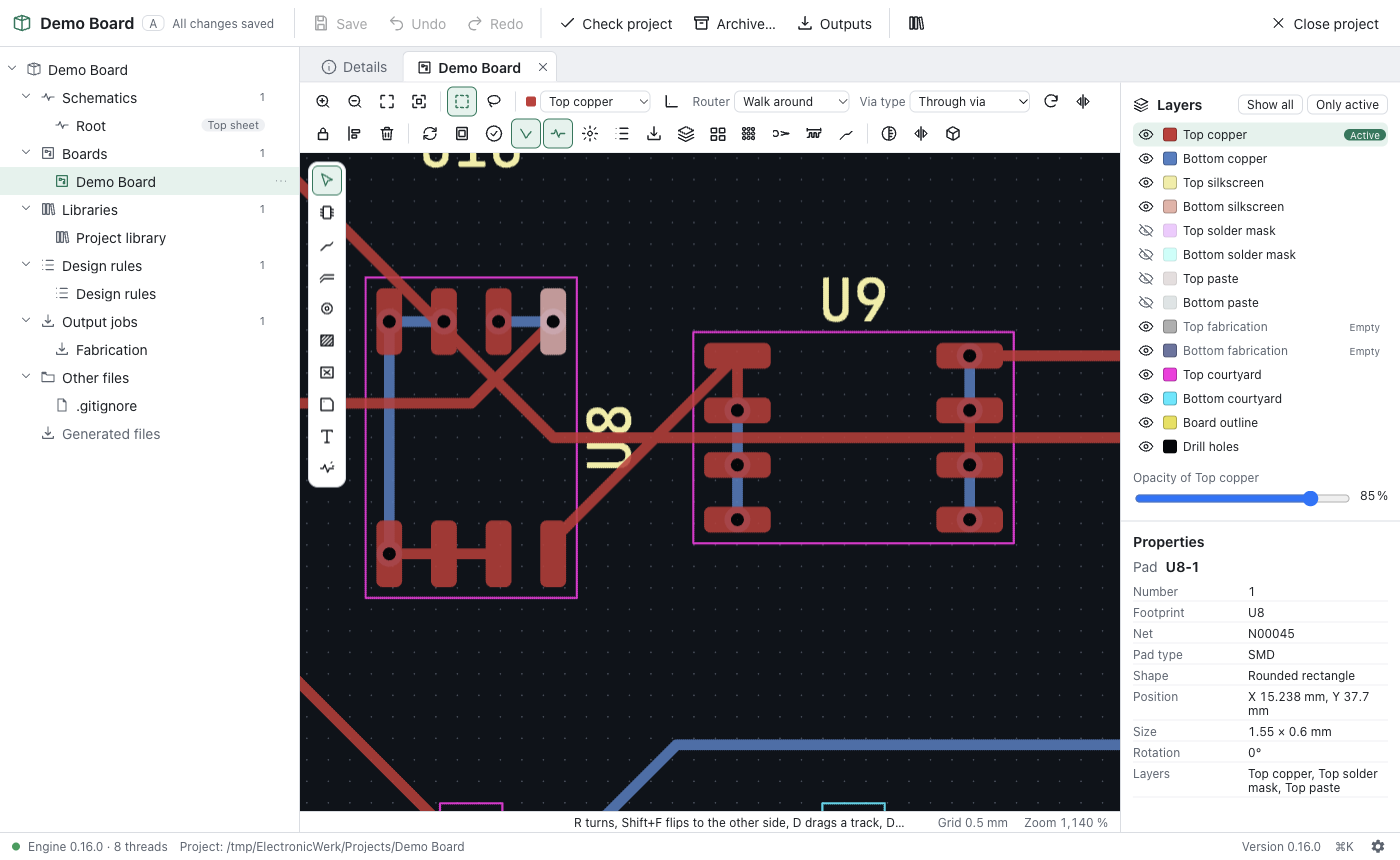 Demo Board A All changes saved Save Undo Redo Check project Archive... Outputs Close project
Demo Board
Schematics 1
Root Top sheet
Boards 1
Demo Board ...
Libraries 1
Project library
Design rules 1
Design rules
Output jobs 1
Fabrication
Other files
.gitignore
Generated files
Details Demo Board
Top copper Router Walk around Via type Through via
U9
U8
Layers Show all Only active
Top copper Active
Bottom copper
Top silkscreen
Bottom silkscreen
Top solder mask
Bottom solder mask
Top paste
Bottom paste
Top fabrication Empty
Bottom fabrication Empty
Top courtyard
Bottom courtyard
Board outline
Drill holes
Opacity of Top copper
85 %
Properties
Pad U8-1
Number 1
Footprint U8
Net N00045
Pad type SMD
Shape Rounded rectangle
Position X 15.238 mm, Y 37.7
mm
Size 1.55 × 0.6 mm
Rotation 0°
Layers Top copper, Top solder
mask, Top paste
R turns, Shift+F flips to the other side, D drags a track, D... Grid 0.5 mm Zoom 1,140 %
Engine 0.16.0 · 8 threads Project: /tmp/ElectronicWerk/Projects/Demo Board Version 0.16.0 ⌘K